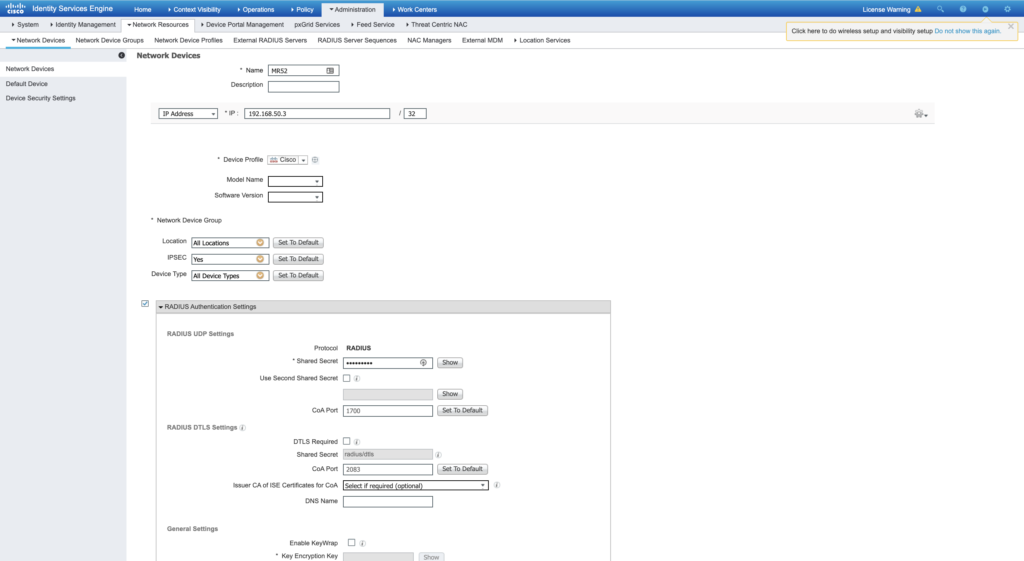 CISCO Identity Services Engine Home Context Visibility Operations Policy Administration Work Centers License Warning
System Identity Management Network Resources Device Portal Management pxGrid Services Feed Service Threat Centric NAC
Click here to do wireless setup and visibility setup Do not show this again.
Network Devices Network Device Groups Network Device Profiles External RADIUS Servers RADIUS Server Sequences NAC Managers External MDM Location Services
Network Devices
Default Device
Device Security Settings
Network Devices
* Name MR52
Description
IP Address * IP : 192.168.50.3 / 32
* Device Profile Cisco
Model Name
Software Version
* Network Device Group
Location All Locations Set To Default
IPSEC Yes Set To Default
Device Type All Device Types Set To Default
RADIUS Authentication Settings
RADIUS UDP Settings
Protocol RADIUS
* Shared Secret ••••••••• Show
Use Second Shared Secret
Show
CoA Port 1700 Set To Default
RADIUS DTLS Settings
DTLS Required
Shared Secret radius/dtls
CoA Port 2083 Set To Default
Issuer CA of ISE Certificates for CoA Select if required (optional)
DNS Name
General Settings
Enable KeyWrap
* Key Encryption Key Show